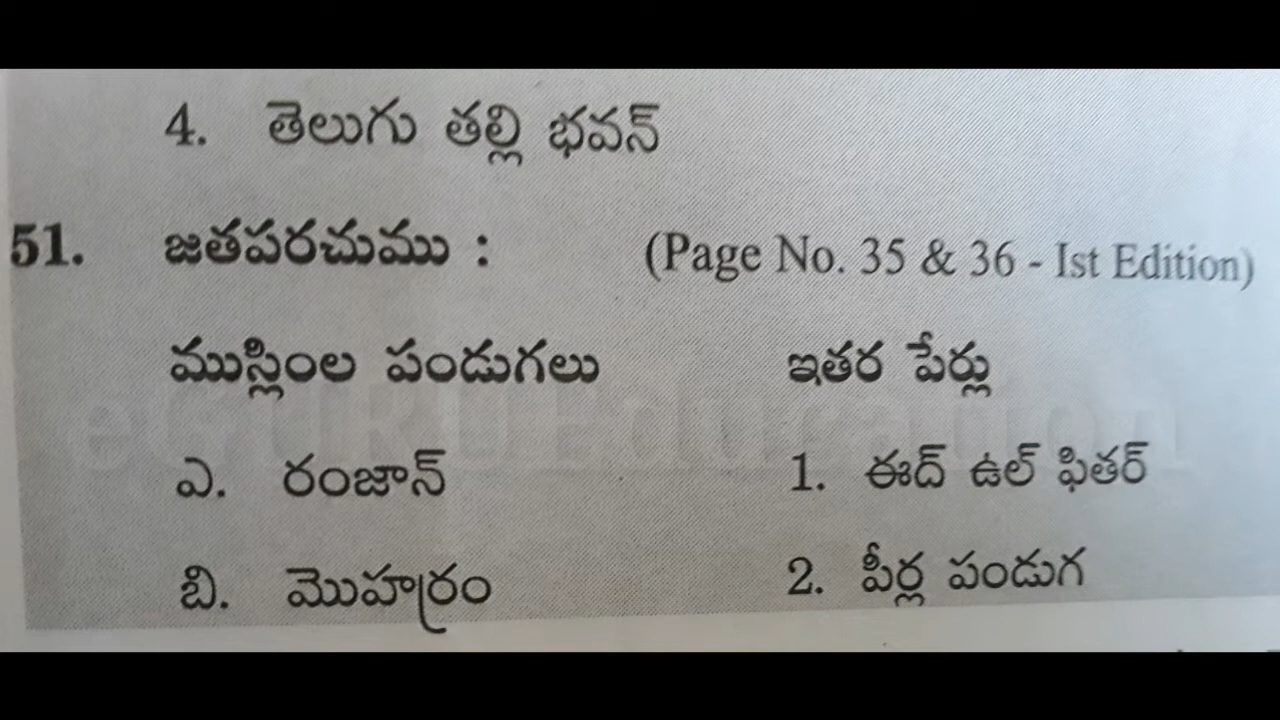 4. తెలుగు తల్లి భవన్
51. జతపరచుము : (Page No. 35 & 36 - Ist Edition)
ముస్లింల పండుగలు ఇతర పేర్లు
eGURUEducation
ఎ. రంజాన్ 1. ఈద్ ఉల్ ఫితర్
బి. మొహర్రం 2. పీర్ల పండుగ